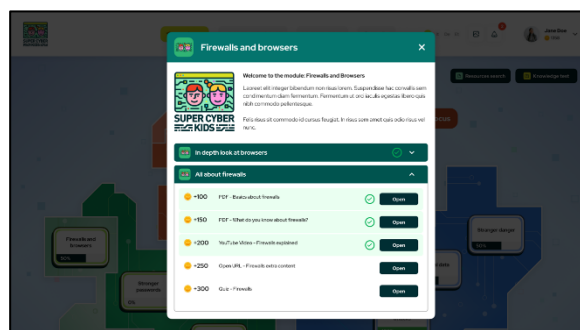 Jane Doe
Firewalls and browsers
Resources search
Knowledge test
Welcome to the module: Firewalls and Browsers
Laoreet elit integer bibendum non risus lorem. Suspendisse hac convallis sem
condimentum diam fermentum. Fermentum ut orci iaculis egestas libero quis
nibh commodo pellentesque.
Felis risus sit commodo id cursus feugiat. In risus sem amet quis odio risus vel
nunc.
SUPER CYBER
KIDS
In depth look at browsers
All about firewalls
+100 PDF - Basics about firewalls Open
+150 PDF - What do you know about firewalls? Open
+200 YouTube Video - Firewalls explained Open
+250 Open URL - Firewalls extra content Open
+300 Quiz - Firewalls Open
Firewalls and
browsers
Stronger
passwords
Stranger danger